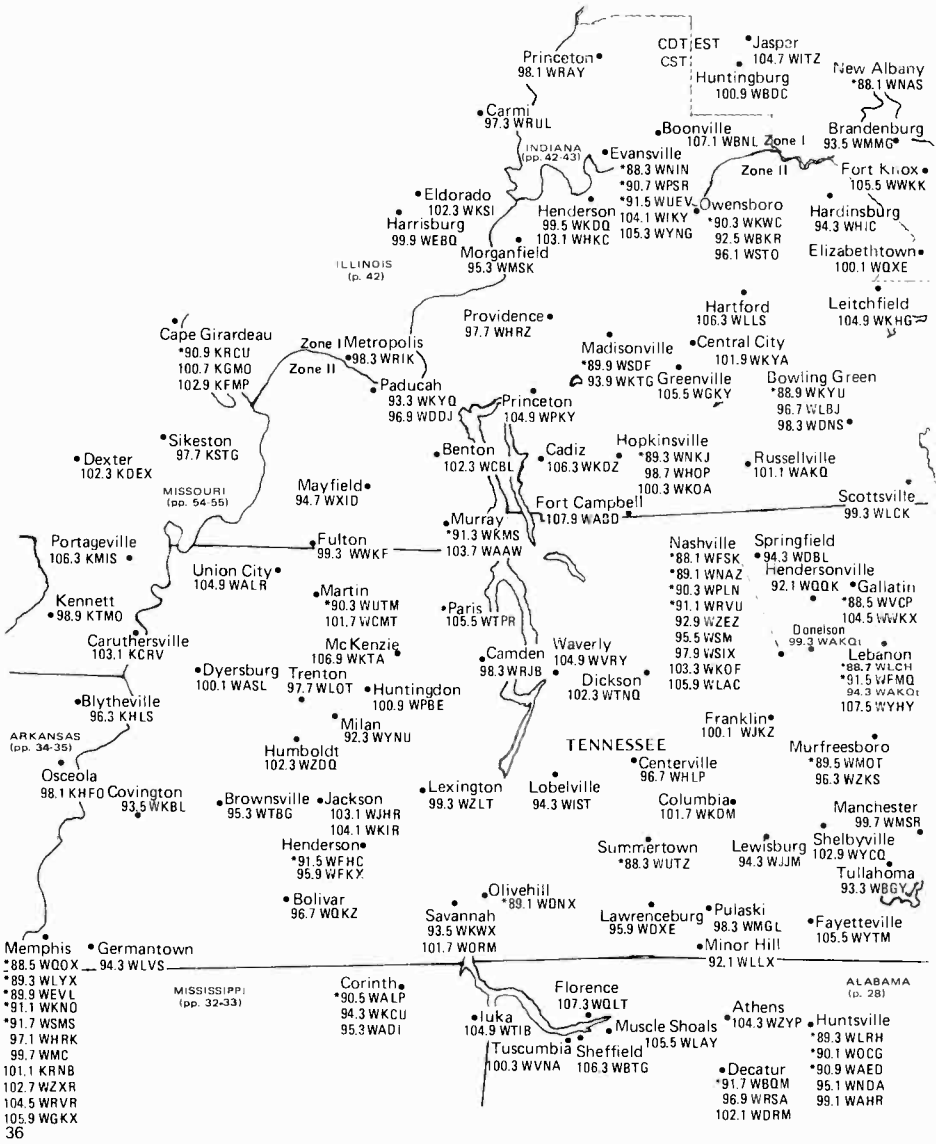 Princeton
98.1 WRAY
CDT EST
CST
Jasper
104.7 WITZ
Huntingburg
100.9 WBDC
New Albany
*88.1 WNAS
Carmi
97.3 WRUL
INDIANA
(pp. 42-43)
Boonville
107.1 WBNL
Zone I
Zone II
Brandenburg
93.5 WMMG
Evansville
*88.3 WNIN
*90.7 WPSR
*91.5 WUEV
104.1 WIKY
105.3 WYNG
Fort Knox
105.5 WWKK
Eldorado
102.3 WKSI
Harrisburg
99.9 WEBQ
Henderson
99.5 WKDQ
103.1 WHKC
Owensboro
*90.3 WKWC
92.5 WBKR
96.1 WSTO
Hardinsburg
94.3 WHIC
Morganfield
95.3 WMSK
Elizabethtown
100.1 WQXE
ILLINOIS
(p. 42)
Providence
97.7 WHRZ
Hartford
106.3 WLLS
Leitchfield
104.9 WKHG
Cape Girardeau
*90.9 KRCU
100.7 KGMO
102.9 KFMP
Zone I
Zone II
Metropolis
98.3 WRIK
Madisonville
*89.9 WSDF
93.9 WKTG
Central City
101.9 WKYA
Greenville
105.5 WGKY
Bowling Green
*88.9 WKYU
96.7 WLBJ
98.3 WDNS
Paducah
93.3 WKYQ
96.9 WDDJ
Princeton
104.9 WPKY
Sikeston
97.7 KSTG
Dexter
102.3 KDEX
Benton
102.3 WCBL
Cadiz
106.3 WKDZ
Hopkinsville
*89.3 WNKJ
98.7 WHOP
100.3 WKOA
Russellville
101.1 WAKQ
MISSOURI
(pp. 54-55)
Mayfield
94.7 WXID
Fort Campbell
107.9 WABD
Scottsville
99.3 WLCK
Portageville
106.3 KMIS
Fulton
99.3 WWKF
Murray
*91.3 WKMS
103.7 WAAW
Nashville
*88.1 WFSK
*89.1 WNAZ
*90.3 WPLN
*91.1 WRVU
92.9 WZEZ
95.5 WSM
97.9 WSIX
103.3 WKOF
105.9 WLAC
Springfield
94.3 WDBL
Hendersonville
92.1 WQQK
Gallatin
*88.5 WVCP
104.5 WWKX
Union City
104.9 WALR
Kennett
98.9 KTMO
Martin
*90.3 WUTM
101.7 WCMT
Paris
105.5 WTPR
Caruthersville
103.1 KCRV
Donelson
99.3 WAKQt
Lebanon
*88.7 WLCH
*91.5 WFMQ
94.3 WAKQt
107.5 WYHY
McKenzie
106.9 WKTA
Camden
98.3 WRJB
Waverly
104.9 WVRY
Dickson
102.3 WTNQ
Dyersburg
100.1 WASL
Trenton
97.7 WLOT
Huntingdon
100.9 WPBE
Blytheville
96.3 KHLS
Milan
92.3 WYNU
Franklin
100.1 WJKZ
ARKANSAS
(pp. 34-35)
Humboldt
102.3 WZDQ
TENNESSEE
Murfreesboro
*89.5 WMOT
96.3 WZKS
Osceola
98.1 KHFO
Covington
93.5 WKBL
Centerville
96.7 WHLP
Brownsville
95.3 WTBG
Jackson
103.1 WJHR
104.1 WKIR
Lexington
99.3 WZLT
Lobelville
94.3 WIST
Columbia
101.7 WKDM
Manchester
99.7 WMSR
Henderson
*91.5 WFHC
95.9 WFKX
Summertown
*88.3 WUTZ
Lewisburg
94.3 WJJM
Shelbyville
102.9 WYCQ
Tullahoma
93.3 WBGY
Bolivar
96.7 WQKZ
Olivehill
*89.1 WDNX
Savannah
93.5 WKWX
101.7 WORM
Lawrenceburg
95.9 WDXE
Pulaski
98.3 WMGL
Fayetteville
105.5 WYTM
Minor Hill
92.1 WLLX
Memphis
*88.5 WQOX
*89.3 WLYX
*89.9 WEVL
*91.1 WKNO
*91.7 WSMS
97.1 WHRK
99.7 WMC
101.1 KRNB
102.7 WZXR
104.5 WRVR
105.9 WGKX
Germantown
94.3 WLVS
MISSISSIPPI
(pp. 32-33)
Corinth
*90.5 WALP
94.3 WKCU
95.3 WADI
ALABAMA
(p. 28)
Florence
107.3 WQLT
Iuka
104.9 WTIB
Muscle Shoals
105.5 WLAY
Tuscumbia
100.3 WVNA
Sheffield
106.3 WBTG
Athens
104.3 WZYP
Huntsville
*89.3 WLRH
*90.1 WOCG
*90.9 WAED
95.1 WNDA
99.1 WAHR
Decatur
*91.7 WBQM
96.9 WRSA
102.1 WDRM
36